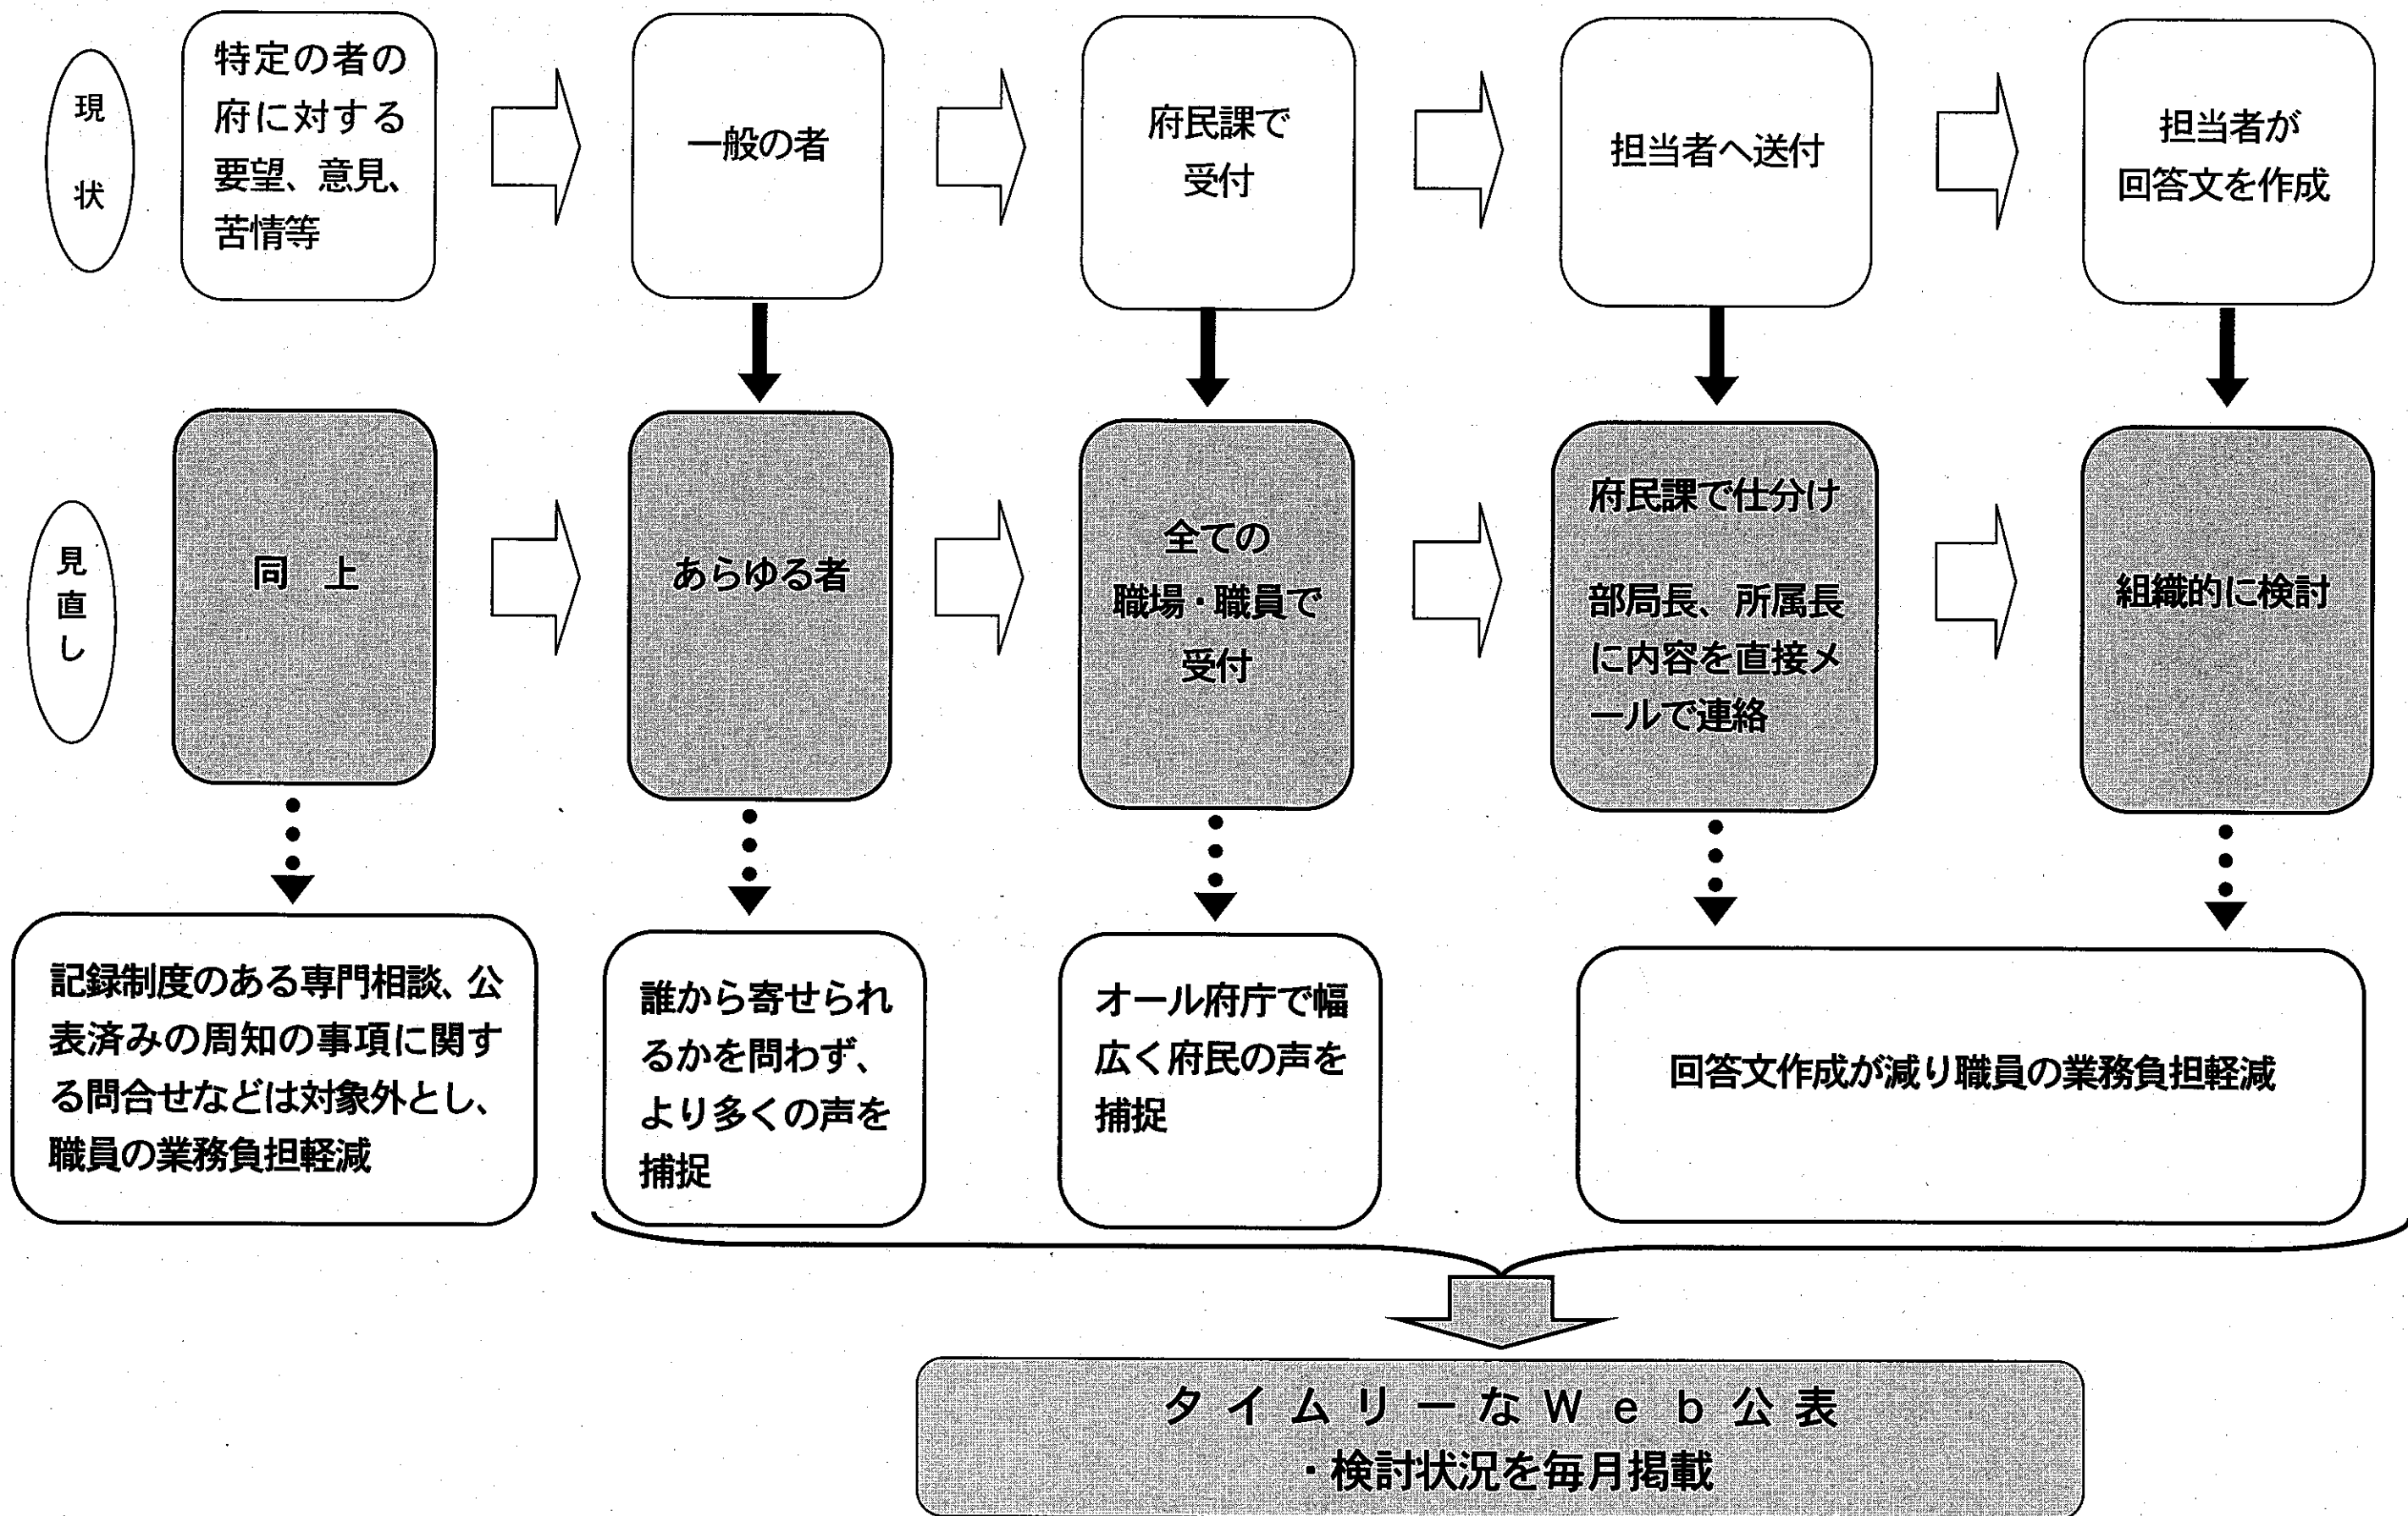 現状
特定の者の
府に対する
要望、意見、
苦情等
一般の者
府民課で
受付
担当者へ送付
担当者が
回答文を作成
見直し
同　上
あらゆる者
全ての
職場・職員で
受付
府民課で仕分け
部局長、所属長
に内容を直接メ
ールで連絡
組織的に検討
記録制度のある専門相談、公
表済みの周知の事項に関す
る問合せなどは対象外とし、
職員の業務負担軽減
誰から寄せられ
るかを問わず、
より多くの声を
捕捉
オール府庁で幅
広く府民の声を
捕捉
回答文作成が減り職員の業務負担軽減
タイムリーなWeb公表
・検討状況を毎月掲載